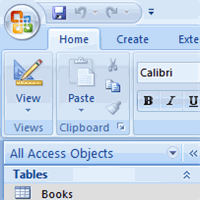 Home Create Exte
Calibri
View Paste
B I
Views Clipboard
All Access Objects
Tables
Books